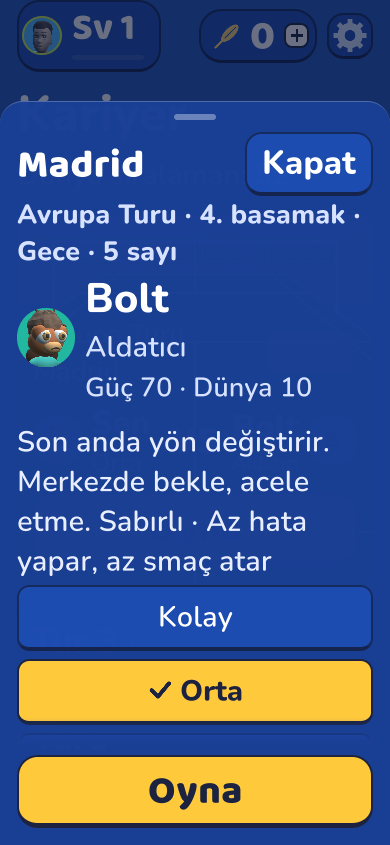 Sv 1
0
Kariyer
Madrid
Kapat
Avrupa Turu · 4. basamak ·
Gece · 5 sayı
Bolt
Aldatıcı
Güç 70 · Dünya 10
Son anda yön değiştirir.
Merkezde bekle, acele
etme. Sabırlı · Az hata
yapar, az smaç atar
Kolay
✓ Orta
Oyna